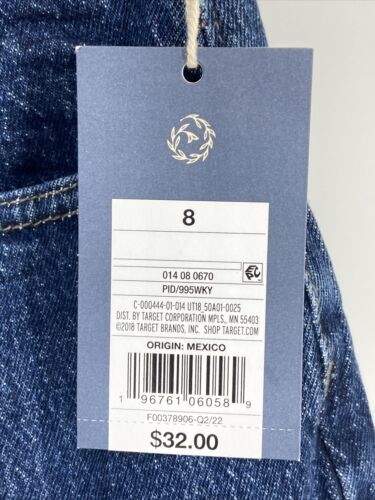 8
014 08 0670
PID/995WKY
C-000444-01-014 UT18_50A01-0025
DIST. BY TARGET CORPORATION MPLS., MN 55403
©2018 TARGET BRANDS, INC. SHOP TARGET.COM
ORIGIN: MEXICO
1 96761 06058 9
F00378906-Q2/22
$32.00